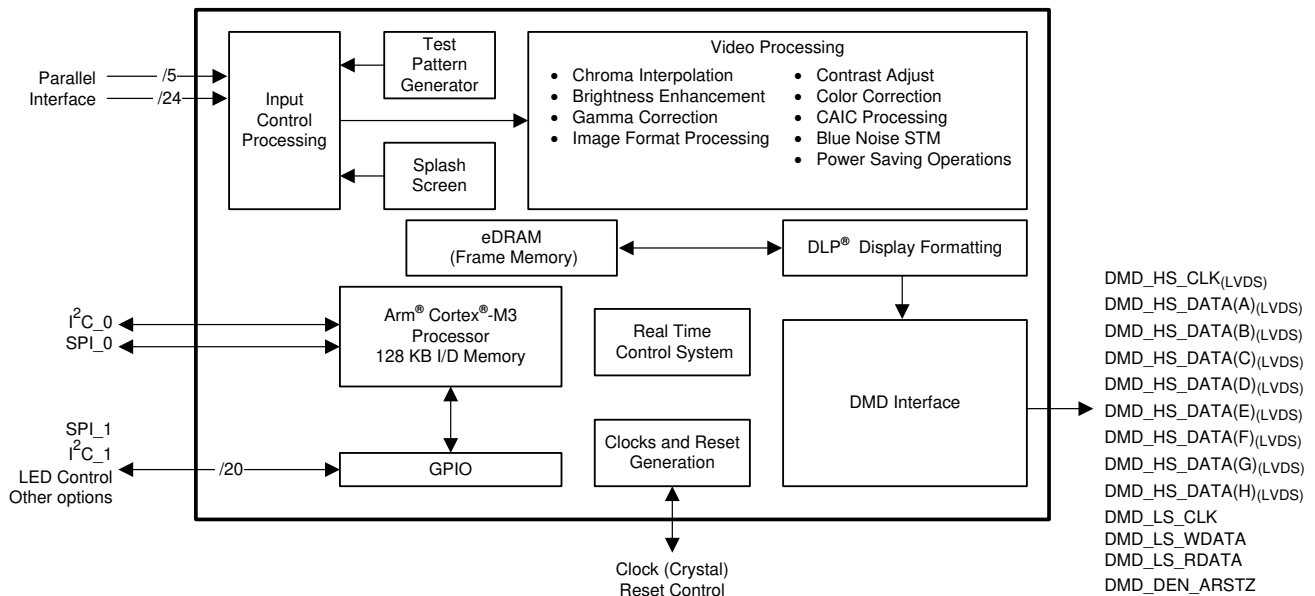 Parallel
Interface
/5
/24
Input
Control
Processing
Test
Pattern
Generator
Splash
Screen
Video Processing
• Chroma Interpolation
• Brightness Enhancement
• Gamma Correction
• Image Format Processing
• Contrast Adjust
• Color Correction
• CAIC Processing
• Blue Noise STM
• Power Saving Operations
eDRAM
(Frame Memory)
DLP® Display Formatting
I²C_0
SPI_0
Arm® Cortex®-M3
Processor
128 KB I/D Memory
Real Time
Control System
DMD Interface
SPI_1
I²C_1
LED Control
Other options
/20
GPIO
Clocks and Reset
Generation
Clock (Crystal)
Reset Control
DMD_HS_CLK(LVDS)
DMD_HS_DATA(A)(LVDS)
DMD_HS_DATA(B)(LVDS)
DMD_HS_DATA(C)(LVDS)
DMD_HS_DATA(D)(LVDS)
DMD_HS_DATA(E)(LVDS)
DMD_HS_DATA(F)(LVDS)
DMD_HS_DATA(G)(LVDS)
DMD_HS_DATA(H)(LVDS)
DMD_LS_CLK
DMD_LS_WDATA
DMD_LS_RDATA
DMD_DEN_ARSTZ